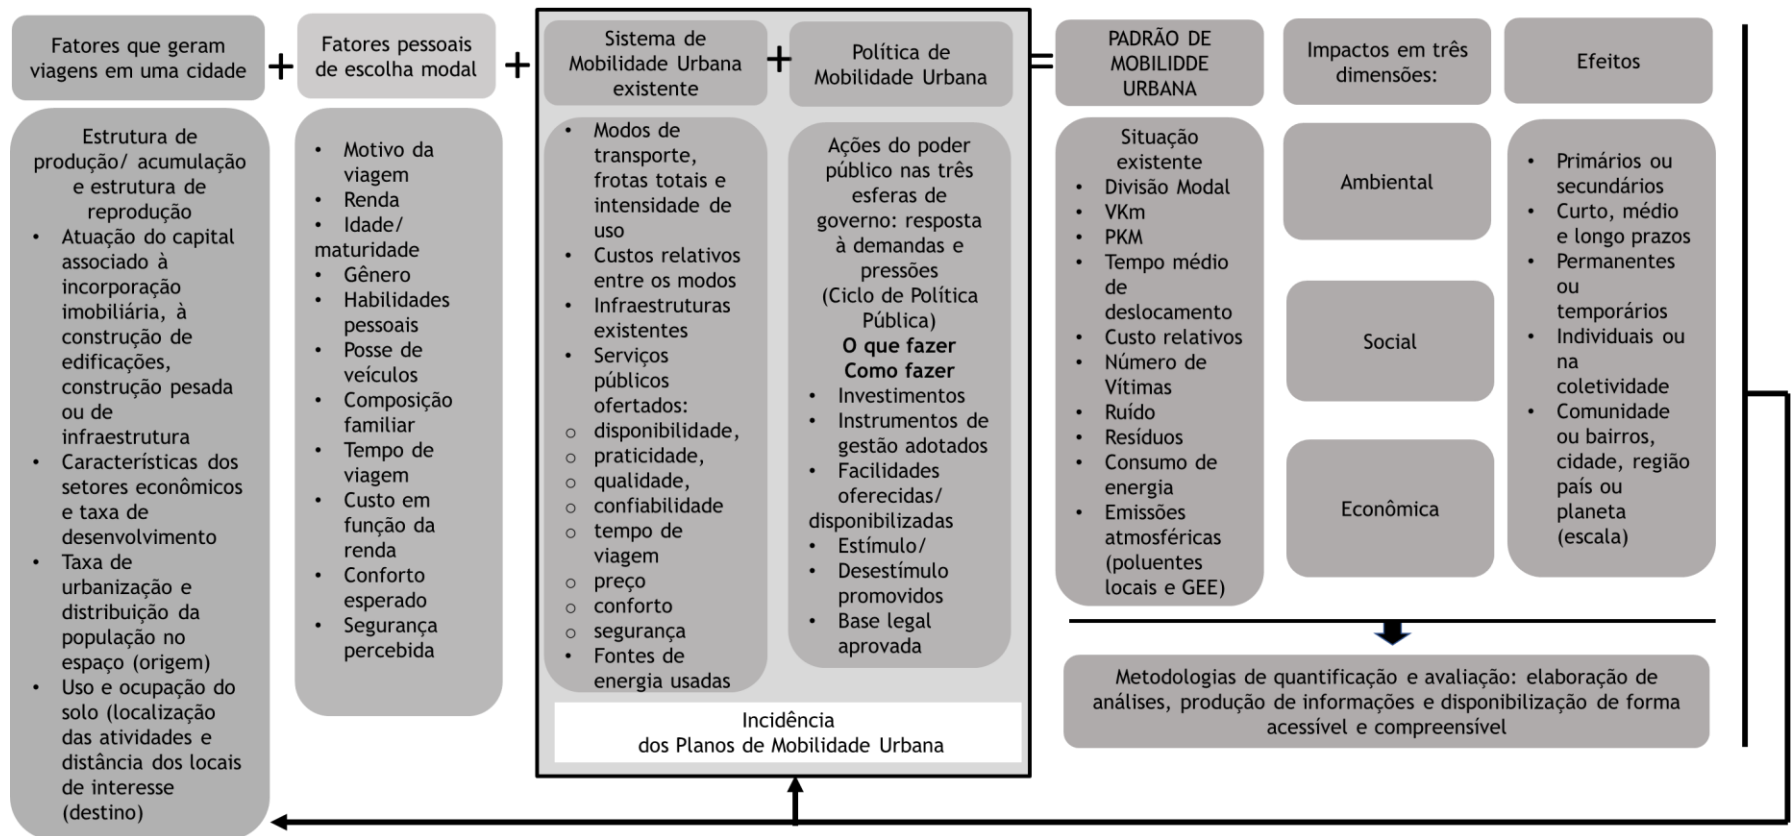 Fatores que geram
viagens em uma cidade
+
Fatores pessoais
de escolha modal
+
Sistema de
Mobilidade Urbana
existente
+
Política de
Mobilidade Urbana
=
PADRÃO DE
MOBILIDDE
URBANA
Impactos em três
dimensões:
Efeitos
Estrutura de
produção/ acumulação
e estrutura de
reprodução
• Atuação do capital
associado à
incorporação
imobiliária, à
construção de
edificações,
construção pesada
ou de
infraestrutura
• Características dos
setores econômicos
e taxa de
desenvolvimento
• Taxa de
urbanização e
distribuição da
população no
espaço (origem)
• Uso e ocupação do
solo (localização
das atividades e
distância dos locais
de interesse
(destino)
• Motivo da
viagem
• Renda
• Idade/
maturidade
• Gênero
• Habilidades
pessoais
• Posse de
veículos
• Composição
familiar
• Tempo de
viagem
• Custo em
função da
renda
• Conforto
esperado
• Segurança
percebida
• Modos de
transporte,
frotas totais e
intensidade de
uso
• Custos relativos
entre os modos
• Infraestruturas
existentes
• Serviços
públicos
ofertados:
o disponibilidade,
o praticidade,
o qualidade,
o confiabilidade
o tempo de
viagem
o preço
o conforto
o segurança
• Fontes de
energia usadas
Ações do poder
público nas três
esferas de
governo: resposta
à demandas e
pressões
(Ciclo de Política
Pública)
O que fazer
Como fazer
• Investimentos
• Instrumentos de
gestão adotados
• Facilidades
oferecidas/
disponibilizadas
• Estímulo/
Desestímulo
promovidos
• Base legal
aprovada
Incidência
dos Planos de Mobilidade Urbana
Situação
existente
• Divisão Modal
• VKm
• PKM
• Tempo médio
de
deslocamento
• Custo relativos
• Número de
Vítimas
• Ruído
• Resíduos
• Consumo de
energia
• Emissões
atmosféricas
(poluentes
locais e GEE)
Ambiental
Social
Econômica
• Primários ou
secundários
• Curto, médio
e longo prazos
• Permanentes
ou
temporários
• Individuais ou
na
coletividade
• Comunidade
ou bairros,
cidade, região
país ou
planeta
(escala)
Metodologias de quantificação e avaliação: elaboração de
análises, produção de informações e disponibilização de forma
acessível e compreensível